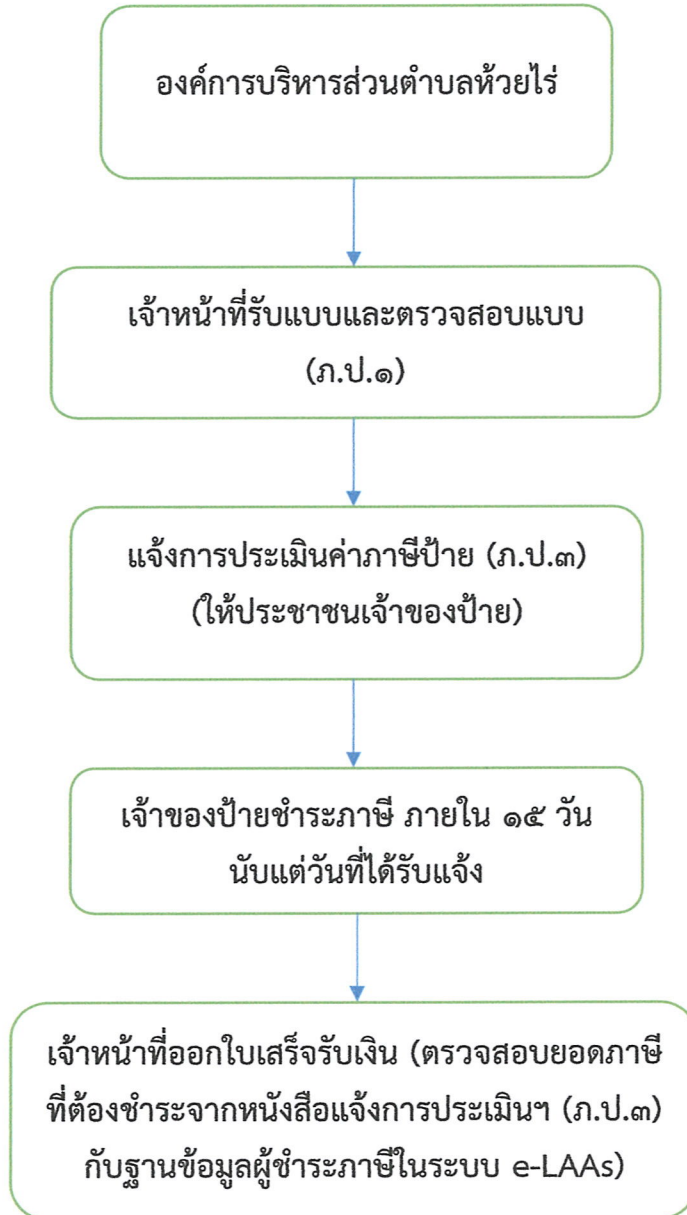 องค์การบริหารส่วนตำบลห้วยไร่
เจ้าหน้าที่รับแบบและตรวจสอบแบบ
(ภ.ป.๑)
แจ้งการประเมินค่าภาษีป้าย (ภ.ป.๓)
(ให้ประชาชนเจ้าของป้าย)
เจ้าของป้ายชำระภาษี ภายใน ๑๕ วัน
นับแต่วันที่ได้รับแจ้ง
เจ้าหน้าที่ออกใบเสร็จรับเงิน (ตรวจสอบยอดภาษี
ที่ต้องชำระจากหนังสือแจ้งการประเมินฯ (ภ.ป.๓)
กับฐานข้อมูลผู้ชำระภาษีในระบบ e-LAAs)